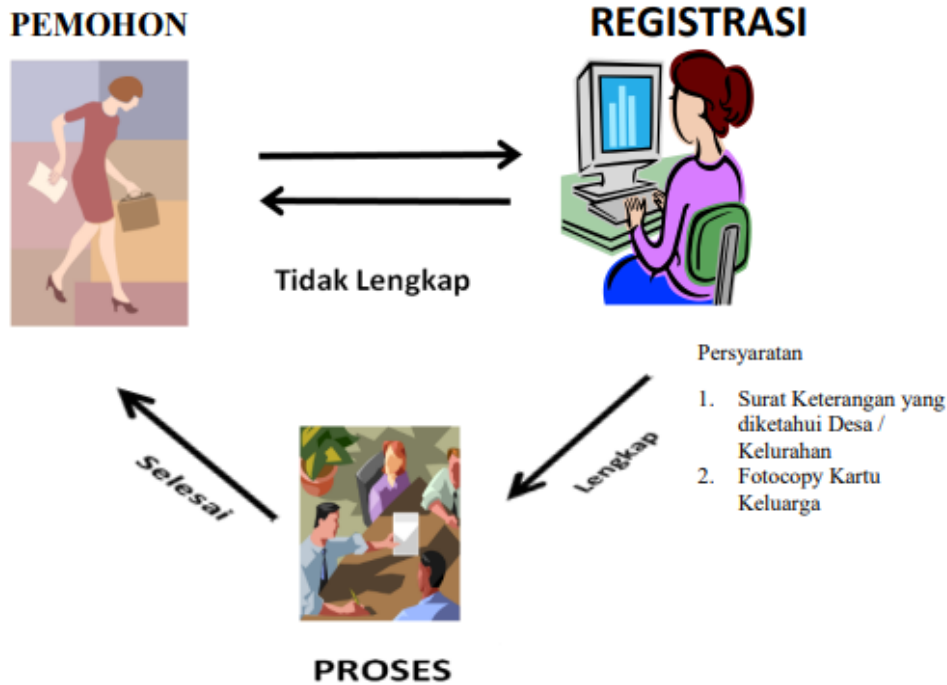 PEMOHON
REGISTRASI
Tidak Lengkap
Persyaratan
1. Surat Keterangan yang
diketahui Desa /
Kelurahan
2. Fotocopy Kartu
Keluarga
Lengkap
Selesai
PROSES